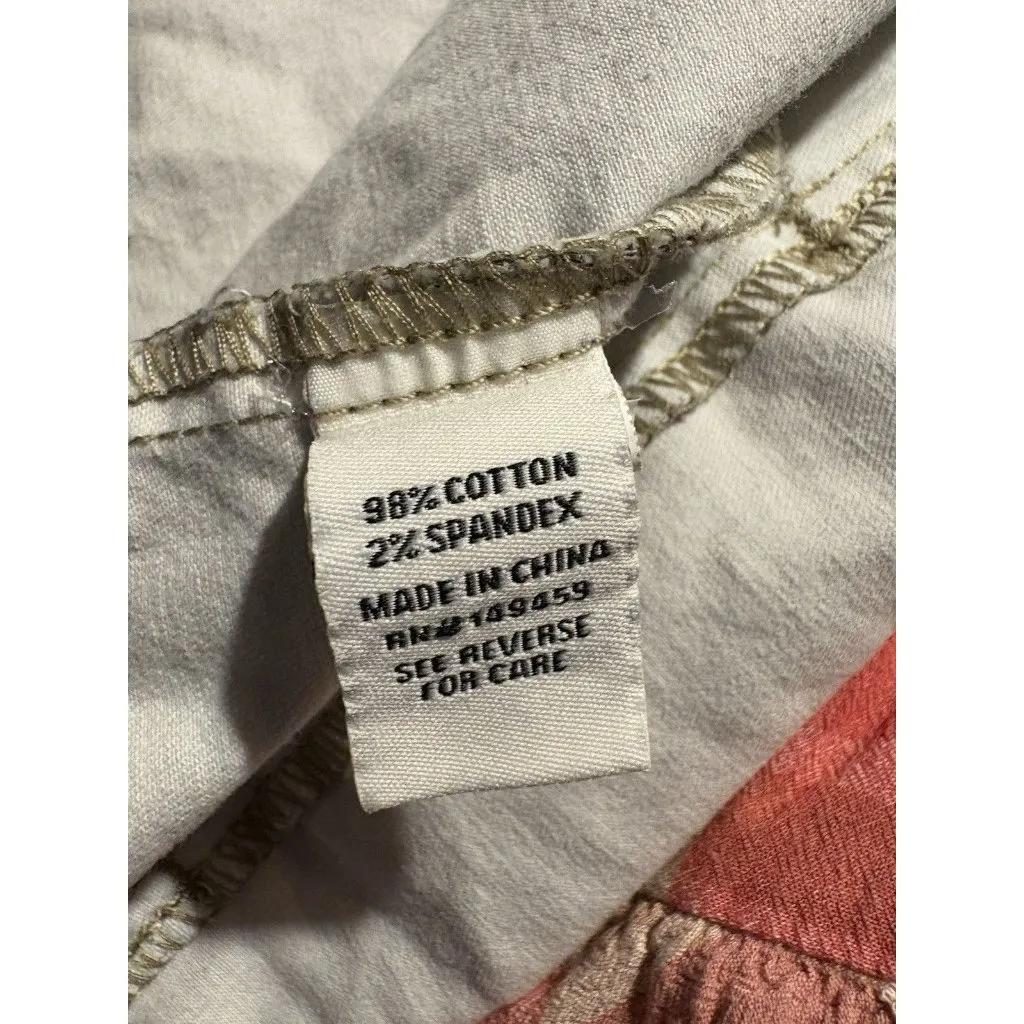 98% COTTON
2% SPANDEX
MADE IN CHINA
RN# 149459
SEE REVERSE
FOR CARE